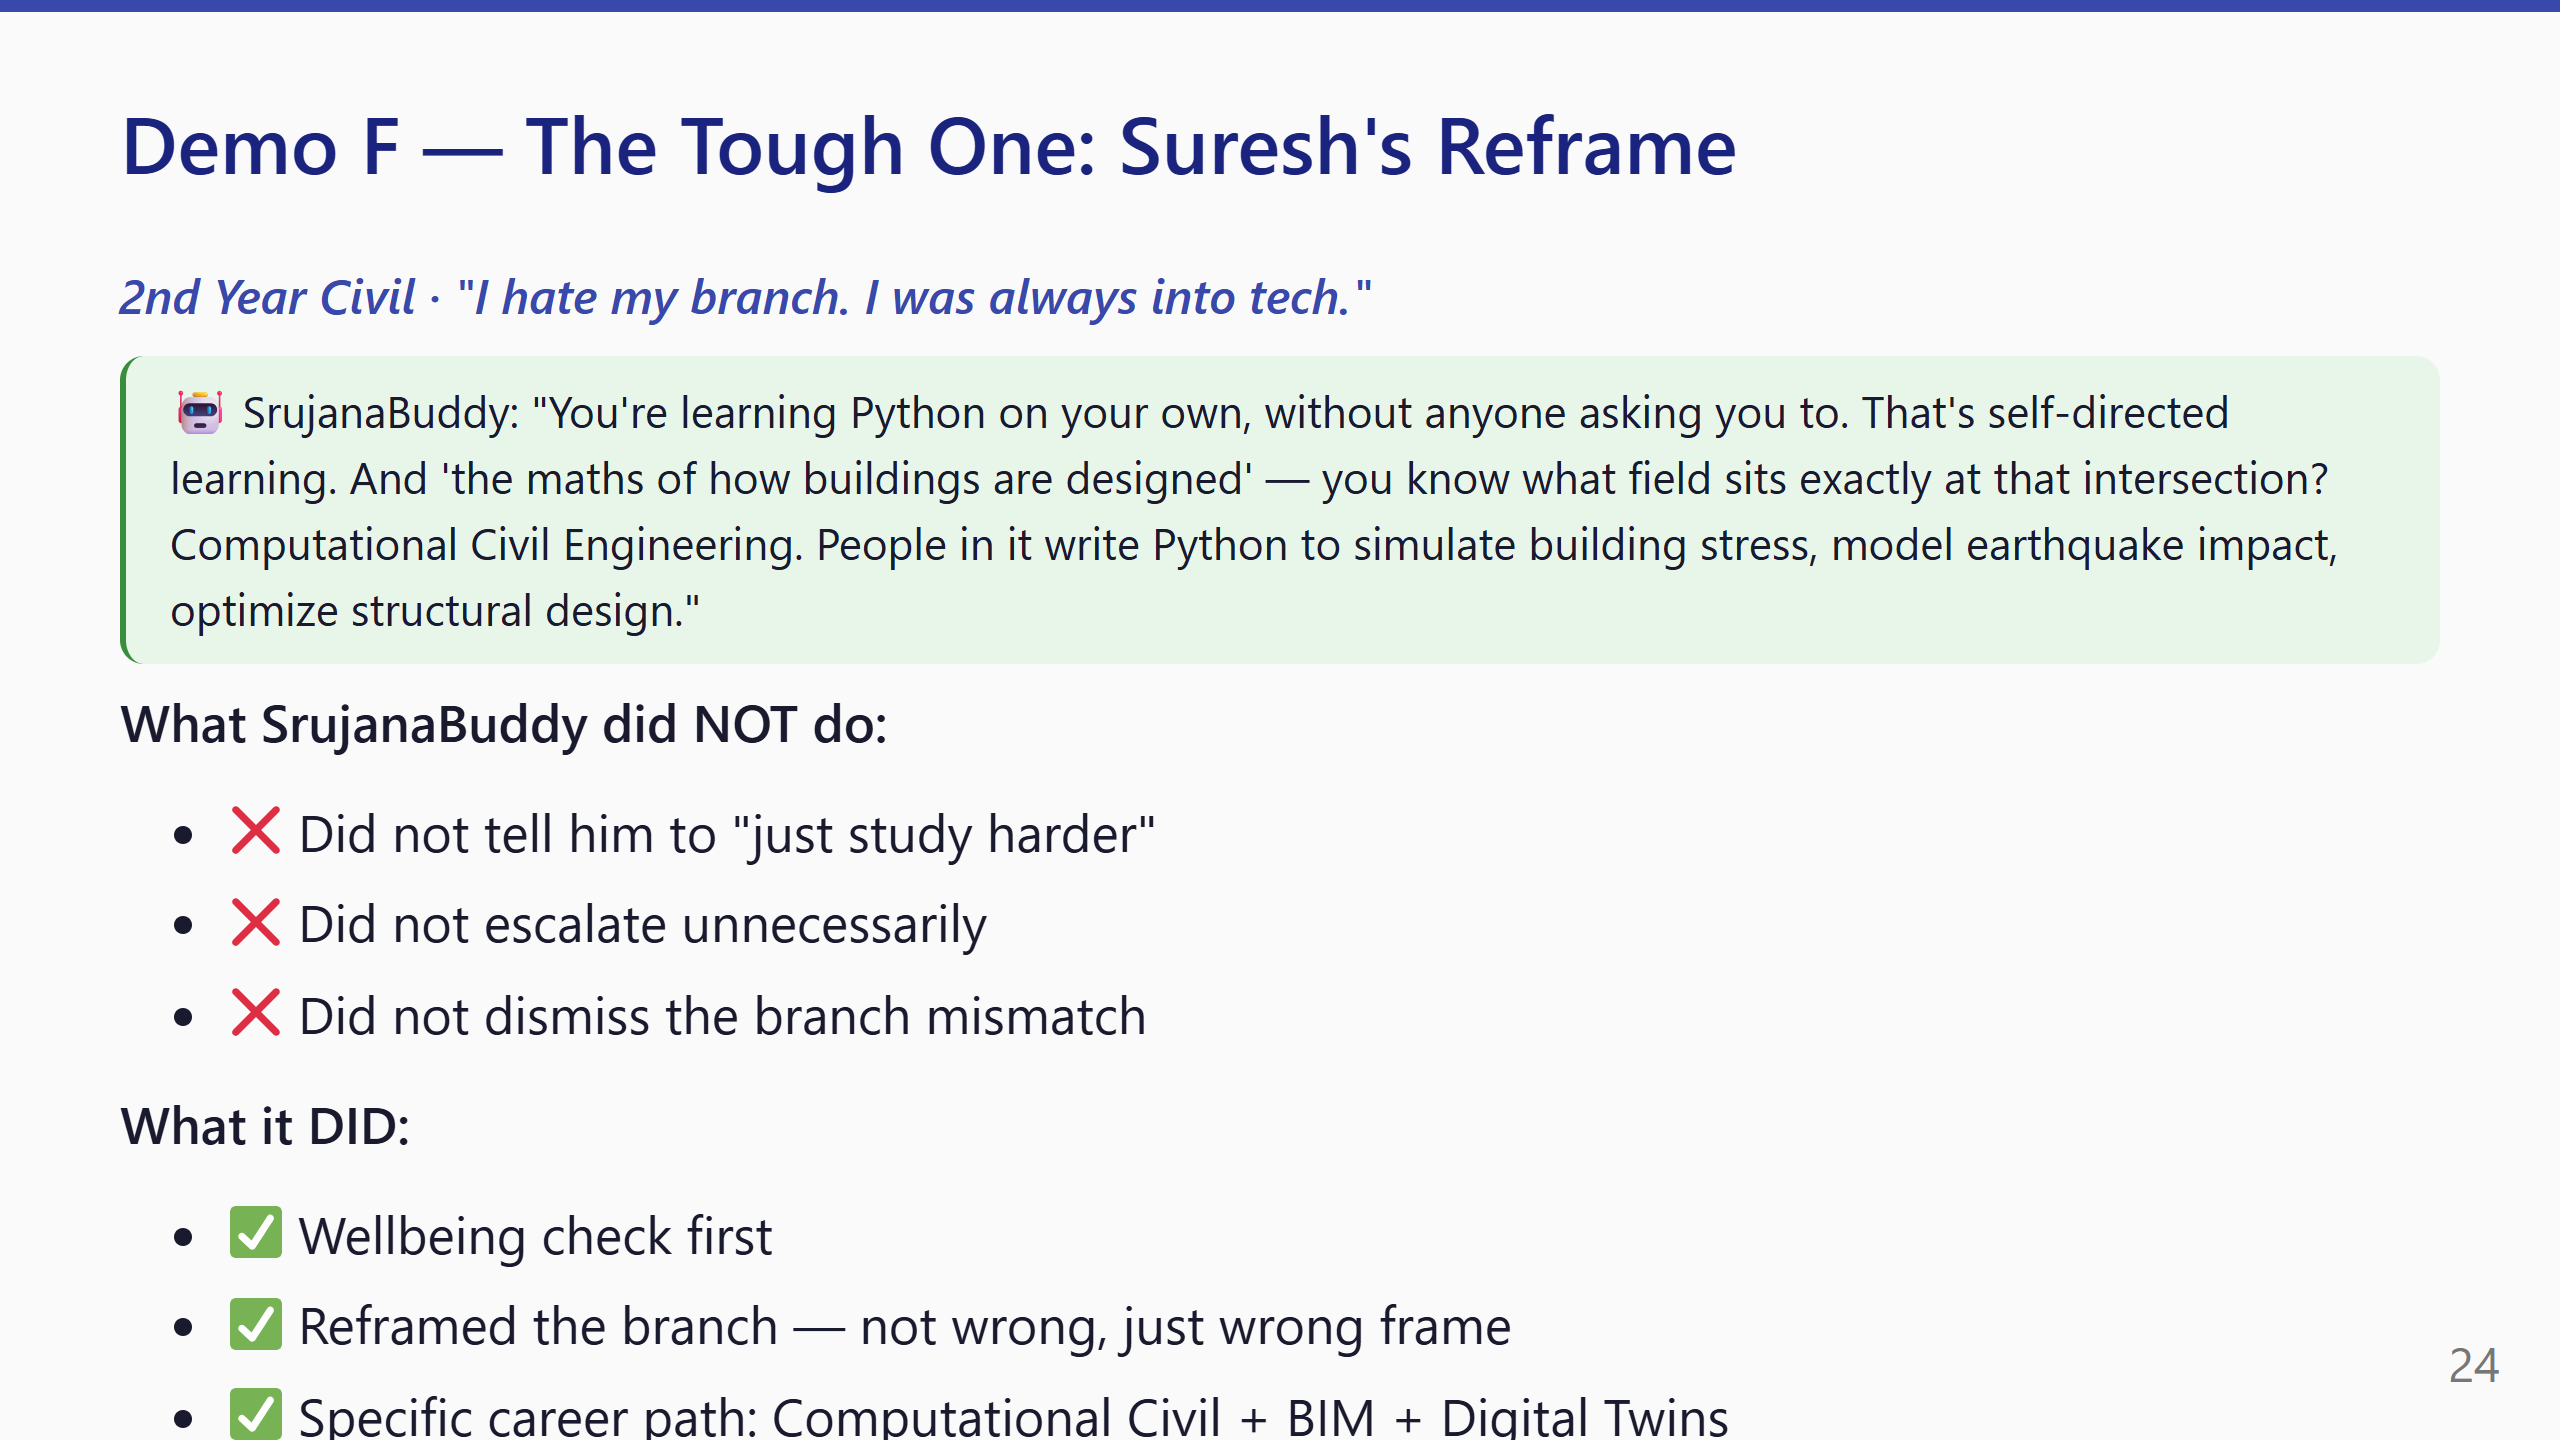 Demo F — The Tough One: Suresh's Reframe
2nd Year Civil · "I hate my branch. I was always into tech."
🤖 SrujanaBuddy: "You're learning Python on your own, without anyone asking you to. That's self-directed
learning. And 'the maths of how buildings are designed' — you know what field sits exactly at that intersection?
Computational Civil Engineering. People in it write Python to simulate building stress, model earthquake impact,
optimize structural design."
What SrujanaBuddy did NOT do:
• ❌ Did not tell him to "just study harder"
• ❌ Did not escalate unnecessarily
• ❌ Did not dismiss the branch mismatch
What it DID:
• ✅ Wellbeing check first
• ✅ Reframed the branch — not wrong, just wrong frame
• ✅ Specific career path: Computational Civil + BIM + Digital Twins
24